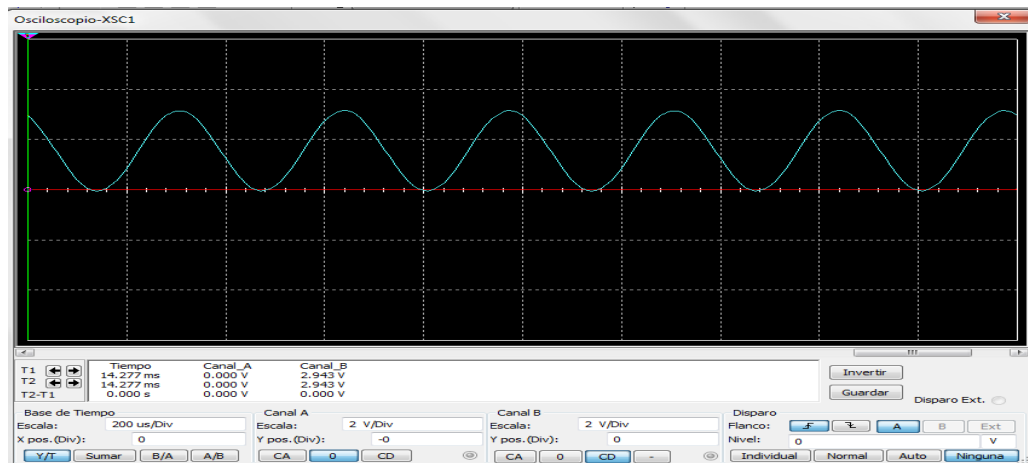 Osciloscopio-XSC1
Tiempo Canal_A Canal_B
T1 14.277 ms 0.000 V 2.943 V
T2 14.277 ms 0.000 V 2.943 V
T2-T1 0.000 s 0.000 V 0.000 V
Invertir
Guardar
Disparo Ext.
Base de Tiempo
Escala: 200 us/Div
X pos.(Div): 0
Y/T Sumar B/A A/B
Canal A
Escala: 2 V/Div
Y pos.(Div): -0
CA 0 CD
Canal B
Escala: 2 V/Div
Y pos.(Div): 0
CA 0 CD -
Disparo
Flanco: A B Ext
Nivel: 0 V
Individual Normal Auto Ninguna